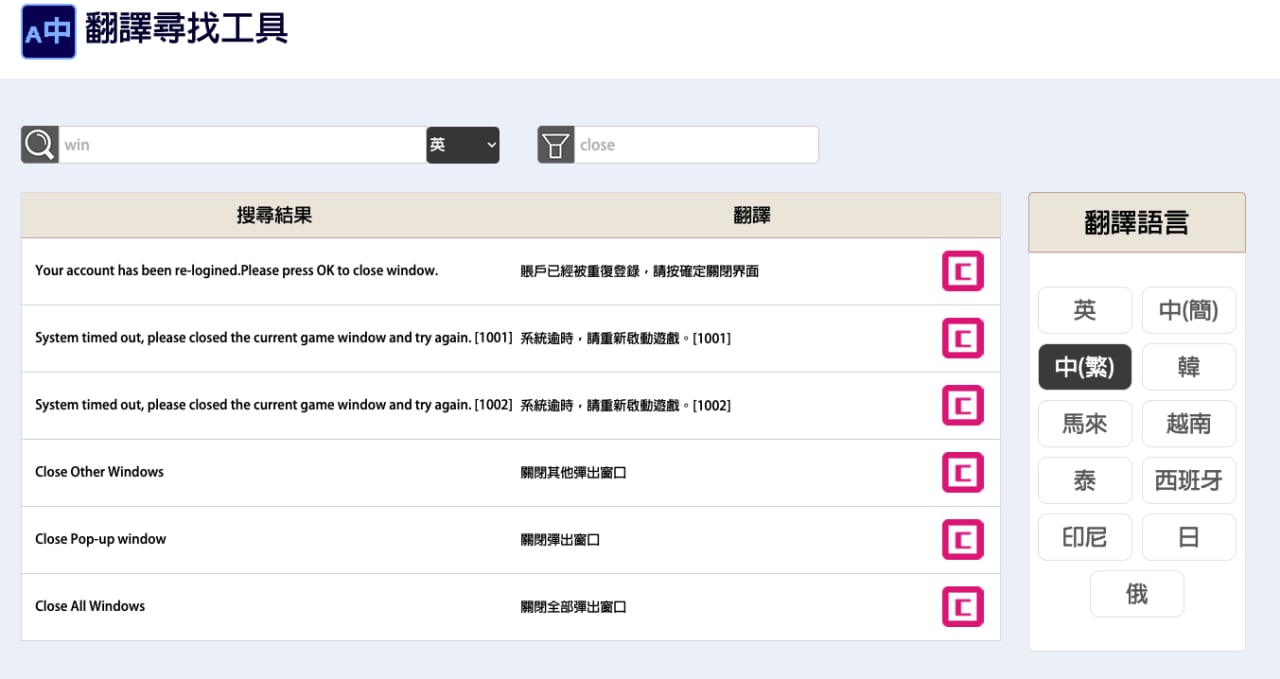 A中 翻譯尋找工具
win 英 close
搜尋結果 翻譯
Your account has been re-logined.Please press OK to close window. 賬戶已經被重復登錄，請按確定關閉界面 C
System timed out, please closed the current game window and try again. [1001] 系統逾時，請重新啟動遊戲。[1001] C
System timed out, please closed the current game window and try again. [1002] 系統逾時，請重新啟動遊戲。[1002] C
Close Other Windows 關閉其他彈出窗口 C
Close Pop-up window 關閉彈出窗口 C
Close All Windows 關閉全部彈出窗口 C
翻譯語言
英 中(簡)
中(繁) 韓
馬來 越南
泰 西班牙
印尼 日
俄